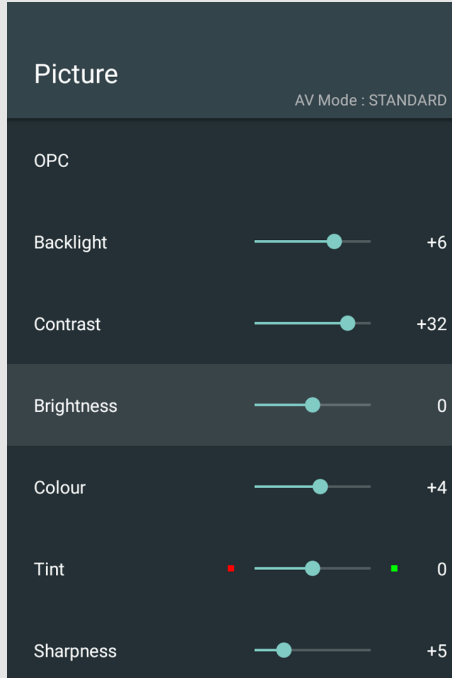 Picture
AV Mode : STANDARD
OPC
Backlight +6
Contrast +32
Brightness 0
Colour +4
Tint 0
Sharpness +5